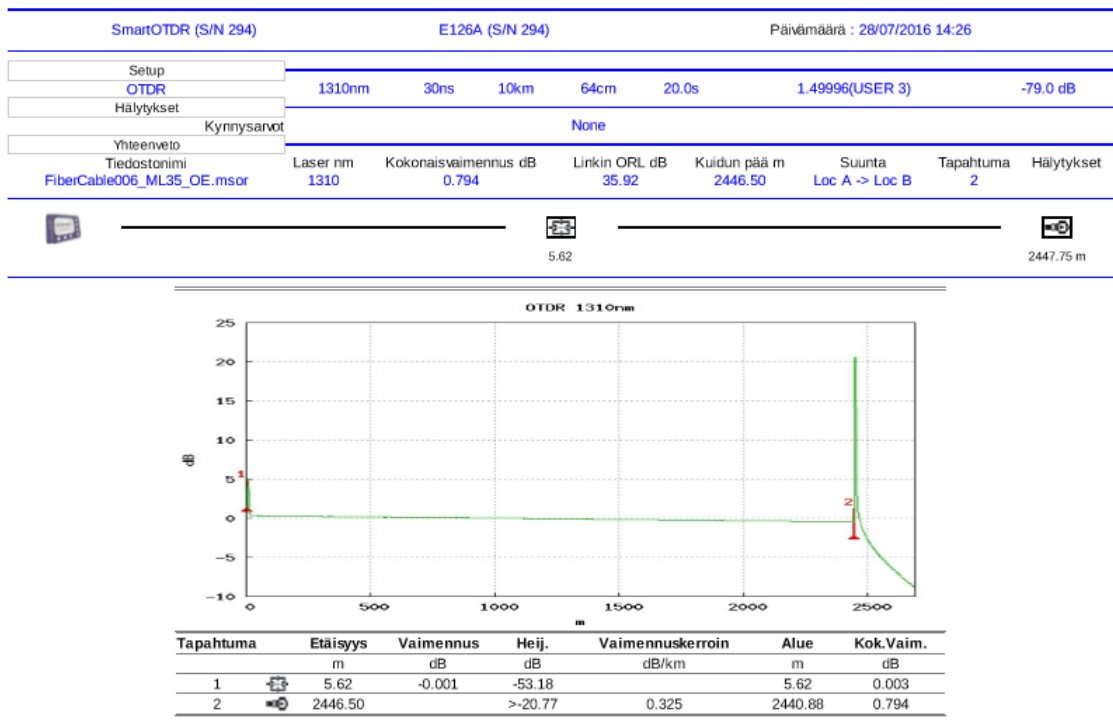 SmartOTDR (S/N 294) E126A (S/N 294) Päivämäärä : 28/07/2016 14:26
Setup
OTDR 1310nm 30ns 10km 64cm 20.0s 1.49996(USER 3) -79.0 dB
Hälytykset
Kynnysarvot None
Yhteenveto
Tiedostonimi Laser nm Kokonaisvaimennus dB Linkin ORL dB Kuidun pää m Suunta Tapahtuma Hälytykset
FiberCable006_ML35_OE.msor 1310 0.794 35.92 2446.50 Loc A -> Loc B 2
5.62 2447.75 m
OTDR 1310nm
25
20
15
10
5
0
-5
-10
dB
1
2
0 500 1000 1500 2000 2500
m
Tapahtuma Etäisyys Vaimennus Heij. Vaimennuskerroin Alue Kok.Vaim.
m dB dB dB/km m dB
1 5.62 -0.001 -53.18 5.62 0.003
2 2446.50 >-20.77 0.325 2440.88 0.794